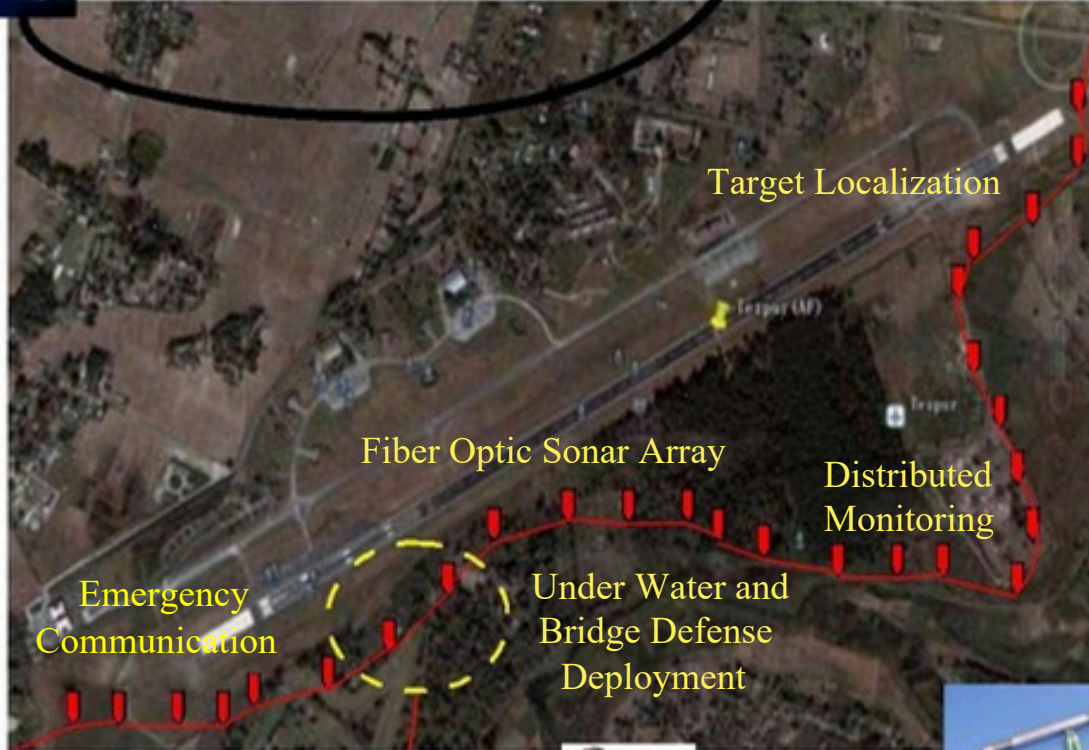 Target Localization
Tezpur (AF)
Tezpur
Fiber Optic Sonar Array
Distributed
Monitoring
Emergency
Communication
Under Water and
Bridge Defense
Deployment